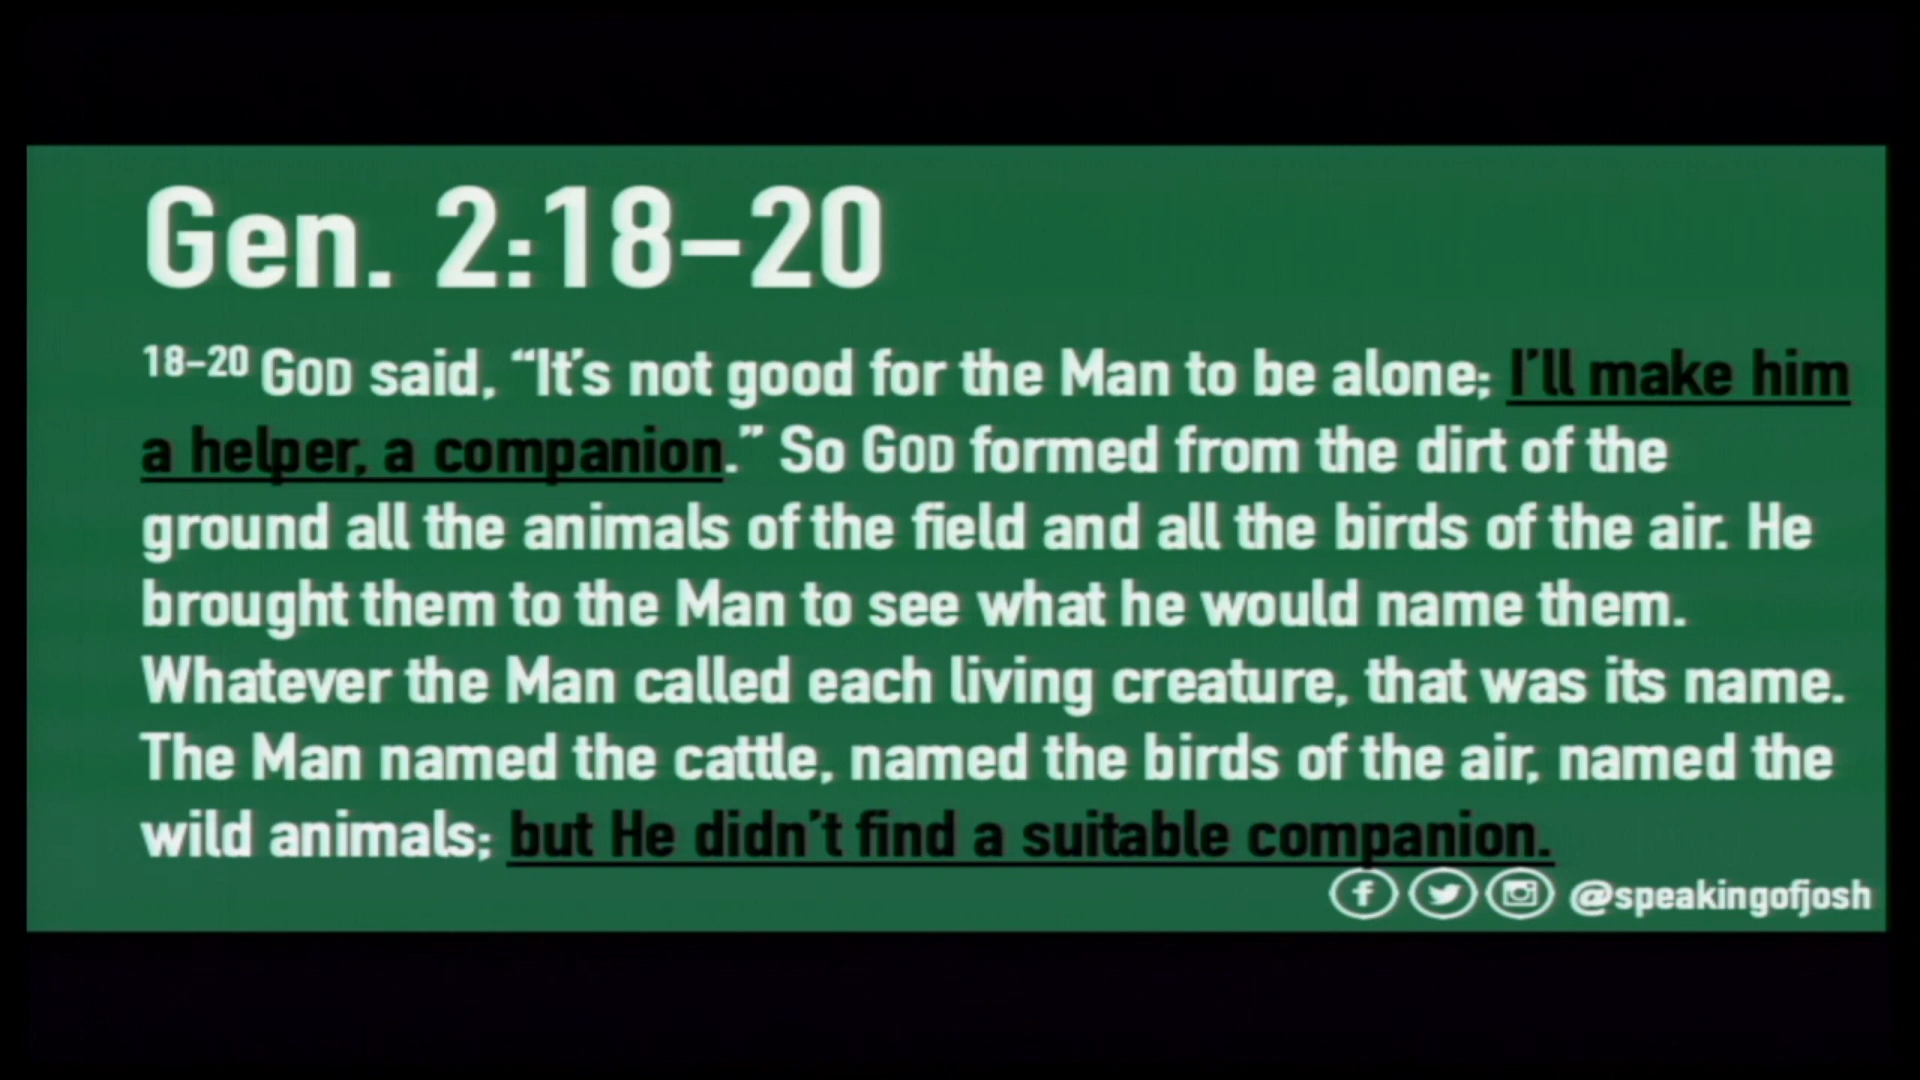 Gen. 2:18–20
18–20 GOD said, “It’s not good for the Man to be alone; I’ll make him
a helper, a companion.” So GOD formed from the dirt of the
ground all the animals of the field and all the birds of the air. He
brought them to the Man to see what he would name them.
Whatever the Man called each living creature, that was its name.
The Man named the cattle, named the birds of the air, named the
wild animals; but He didn’t find a suitable companion.
@speakingofjosh